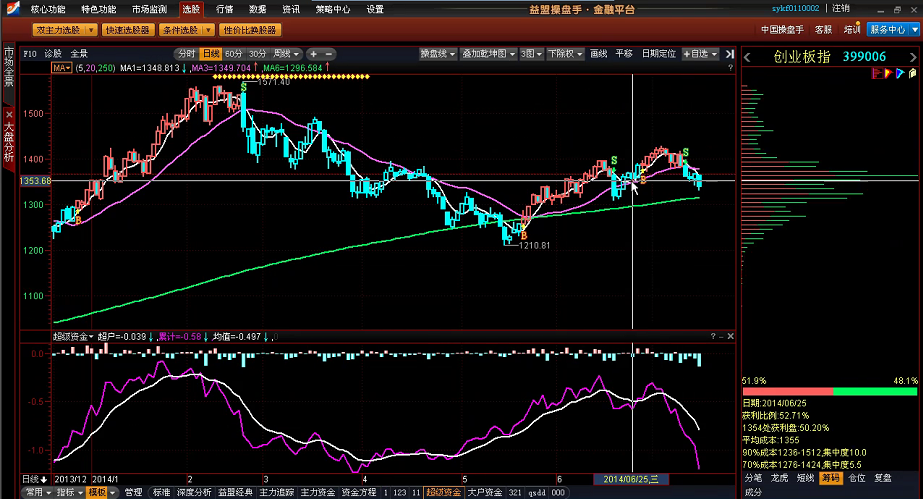 核心功能 特色功能 市场监测 选股 行情 数据 资讯 策略中心 设置 益盟操盘手·金融平台 sykf0110002 注销
双主力选股 快速选股器 条件选股 性价比换股器 中国操盘手 客服 培训 服务中心
市场全景
大盘分析
F10 诊股 全景 分时 日线 60分 30分 周线 + - 操盘线 叠加乾坤图 3图 下除权 画线 平移 日期定位 +自选
创业板指 399006
MA (5,20,250) MA1=1348.813↓,MA3=1349.704↑,MA6=1296.584↑
1571.40
1500
1400
1353.68
1300
1200
1100
S
S
S
B
B
B
1210.81
超级资金 超户=-0.039↓,累计=-0.58↓,均值=-0.497↓,
0.0
-0.5
-1.0
日线 2013/12 2014/1 2 3 4 5 6 2014/06/25,三
常用 指标 模板 管理 标准 深度分析 益盟经典 主力追踪 主力资金 资金方程 1 123 11 超级资金 大户资金 321 qsdd 000
51.9% 48.1%
日期:2014/06/25
获利比例:52.71%
1354处获利盘:50.20%
平均成本:1355
90%成本1236-1512,集中度10.0
70%成本1276-1424,集中度5.5
分笔 龙虎 短线 筹码 仓位 复盘
成分